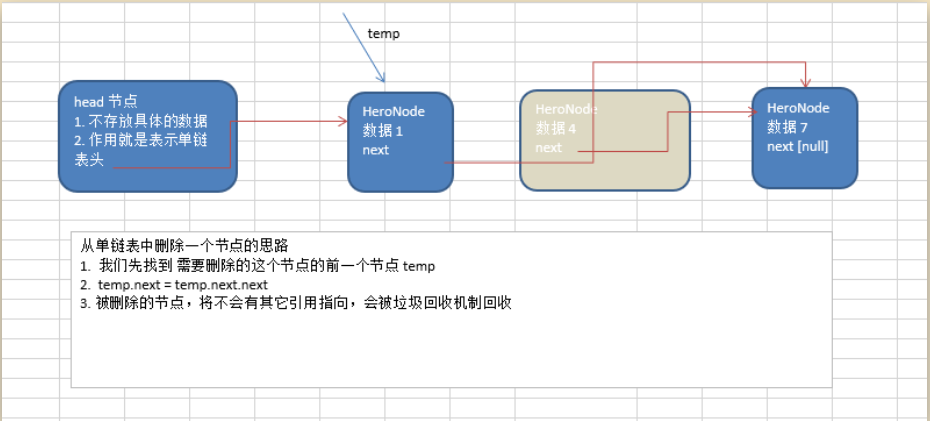 temp
head 节点
1. 不存放具体的数据
2. 作用就是表示单链
表头
HeroNode
数据 1
next
HeroNode
数据 4
next
HeroNode
数据 7
next [null]
从单链表中删除一个节点的思路
1. 我们先找到 需要删除的这个节点的前一个节点 temp
2. temp.next = temp.next.next
3. 被删除的节点，将不会有其它引用指向，会被垃圾回收机制回收